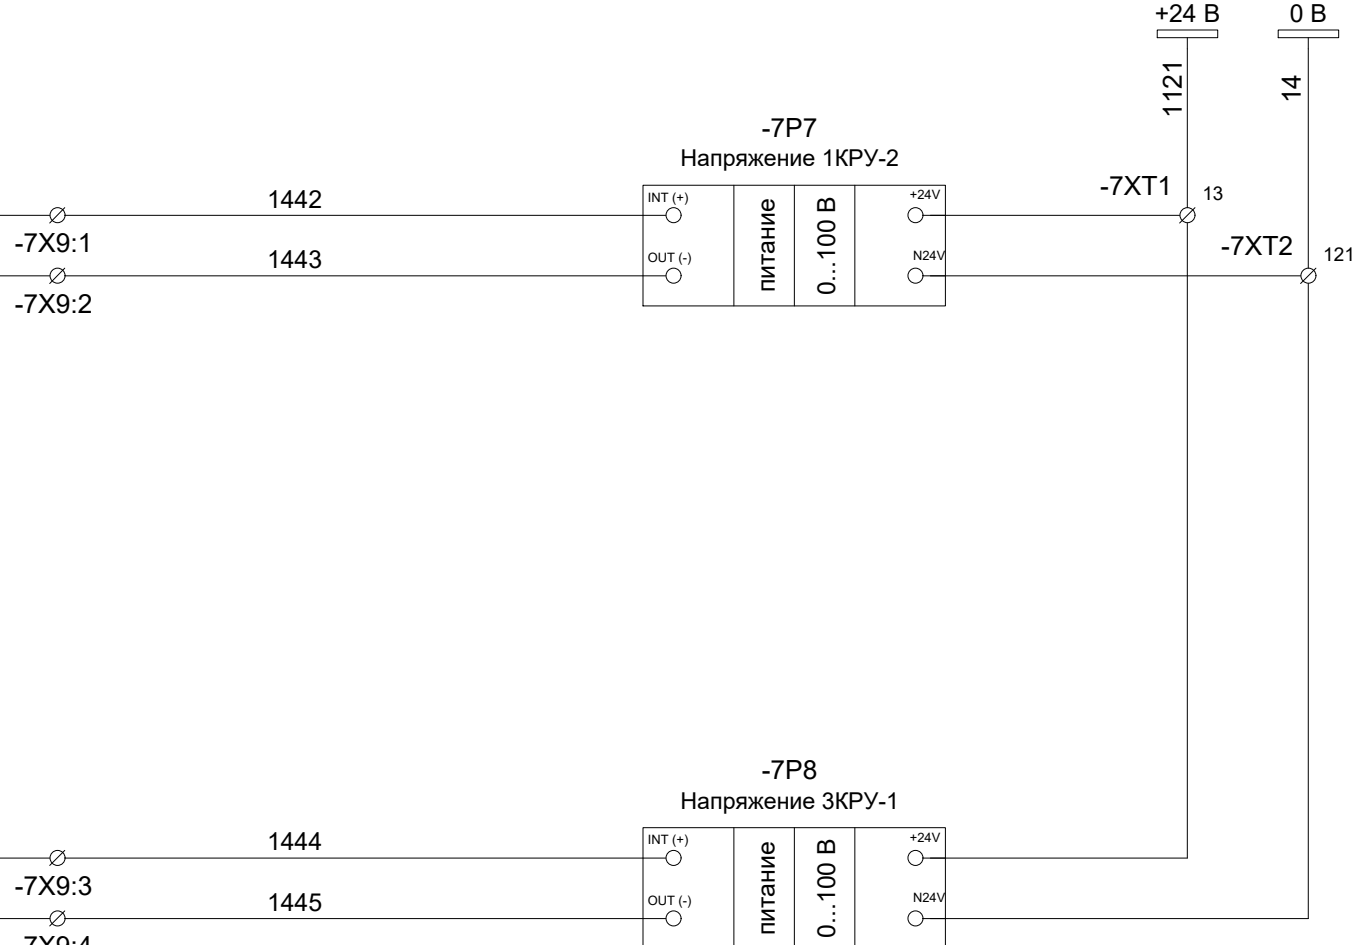 +24 В
0 В
1121
14
-7P7
Напряжение 1КРУ-2
INT (+)
OUT (-)
питание
0...100 В
+24V
N24V
1442
-7X9:1
1443
-7X9:2
-7XT1
13
-7XT2
121
-7P8
Напряжение 3КРУ-1
INT (+)
OUT (-)
питание
0...100 В
+24V
N24V
1444
-7X9:3
1445
-7X9:4